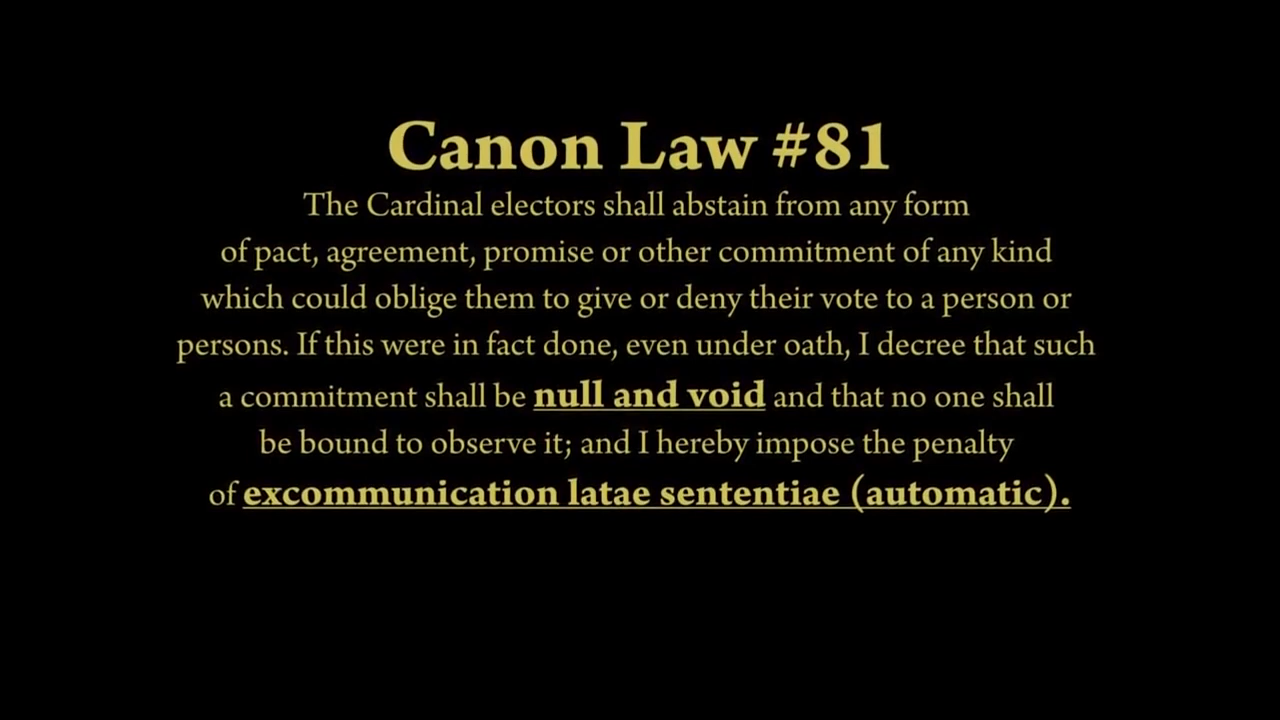 Canon Law #81
The Cardinal electors shall abstain from any form
of pact, agreement, promise or other commitment of any kind
which could oblige them to give or deny their vote to a person or
persons. If this were in fact done, even under oath, I decree that such
a commitment shall be null and void and that no one shall
be bound to observe it; and I hereby impose the penalty
of excommunication latae sententiae (automatic).